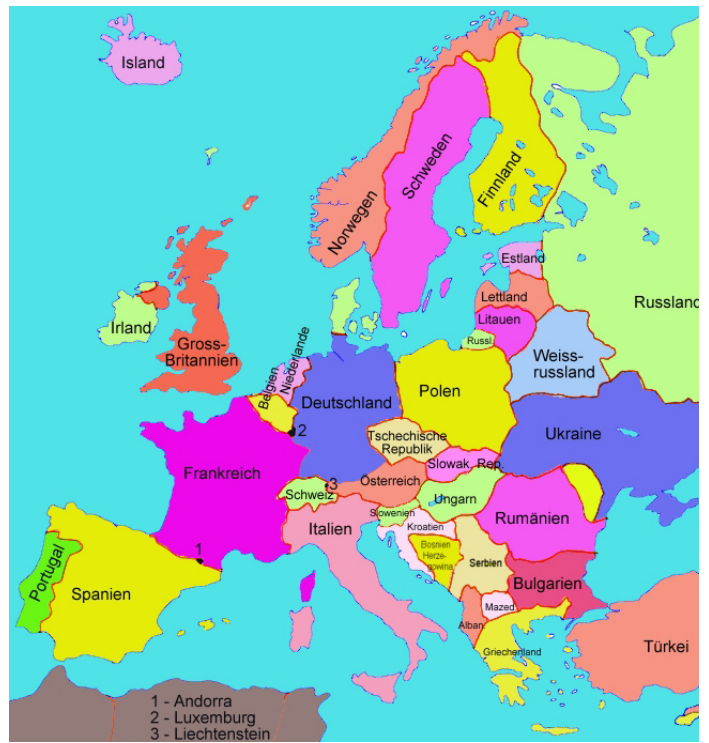 Island
Schweden
Finnland
Norwegen
Estland
Lettland
Russland
Litauen
Russl.
Irland
Gross-
Britannien
Weiss-
russland
Niederlande
Belgien
Polen
Deutschland
2
Ukraine
Tschechische
Republik
Frankreich
Slowak. Rep.
Österreich
3
Schweiz
Ungarn
Slowenien
Rumänien
Italien
Kroatien
1
Portugal
Bosnien
Herze-
gowina
Serbien
Spanien
Bulgarien
Mazed
Alban
Türkei
Griechenland
1 - Andorra
2 - Luxemburg
3 - Liechtenstein